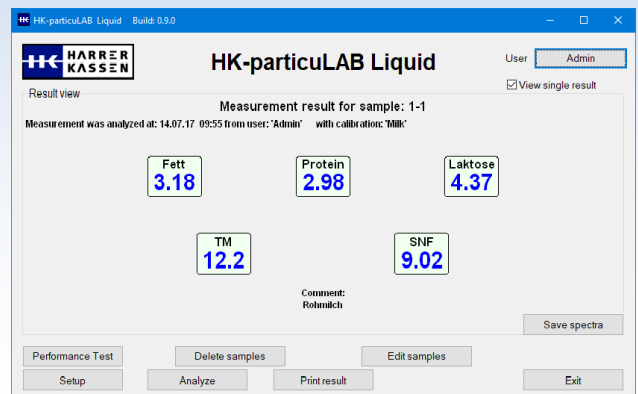 HK-particuLAB Liquid Build: 0.9.0
HARRER KASSEN
HK-particuLAB Liquid
User Admin
View single result
Result view
Measurement result for sample: 1-1
Measurement was analyzed at: 14.07.17 09:55 from user: 'Admin' with calibration: 'Milk'
Fett Protein Laktose
3.18 2.98 4.37
TM SNF
12.2 9.02
Comment:
Rohmilch
Save spectra
Performance Test Delete samples Edit samples
Setup Analyze Print result Exit